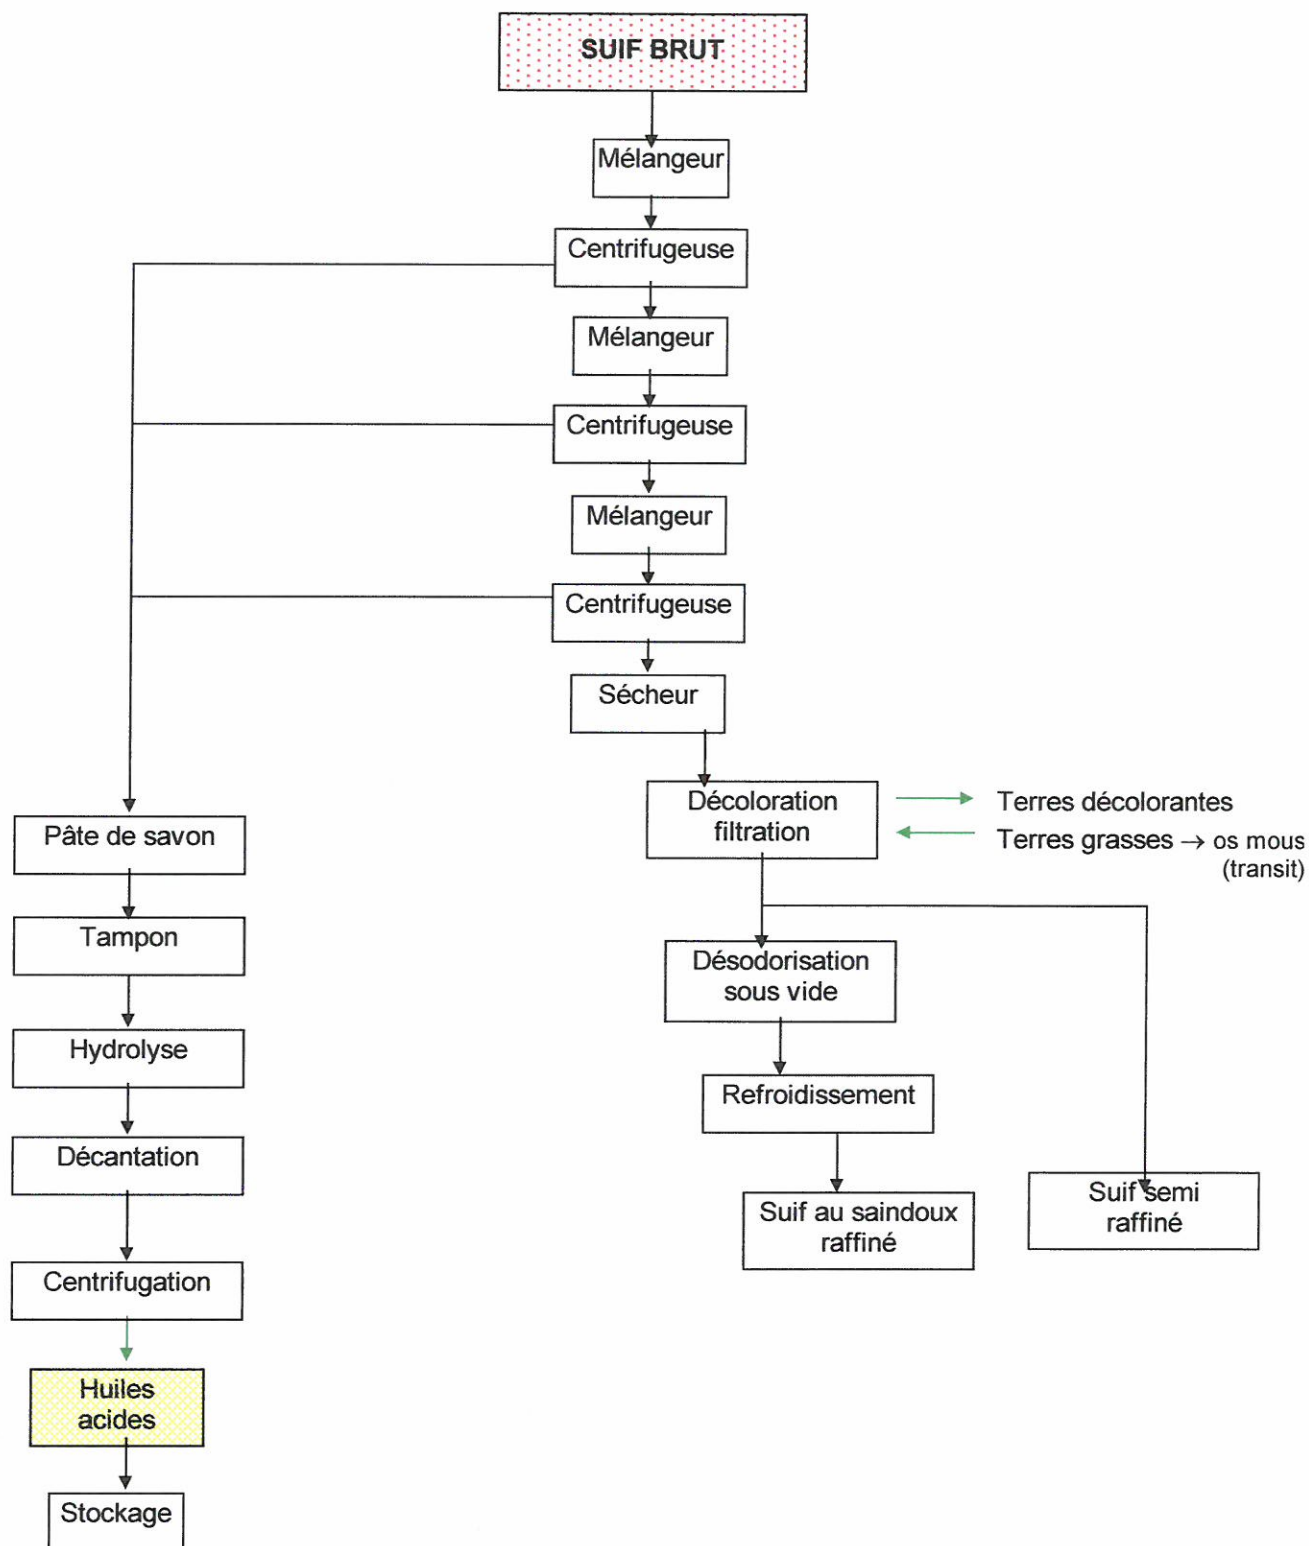 SUIF BRUT
Mélangeur
Centrifugeuse
Mélangeur
Centrifugeuse
Mélangeur
Centrifugeuse
Sécheur
Décoloration
filtration
Terres décolorantes
Terres grasses → os mous
(transit)
Pâte de savon
Tampon
Hydrolyse
Décantation
Centrifugation
Huiles
acides
Stockage
Désodorisation
sous vide
Refroidissement
Suif au saindoux
raffiné
Suif semi
raffiné